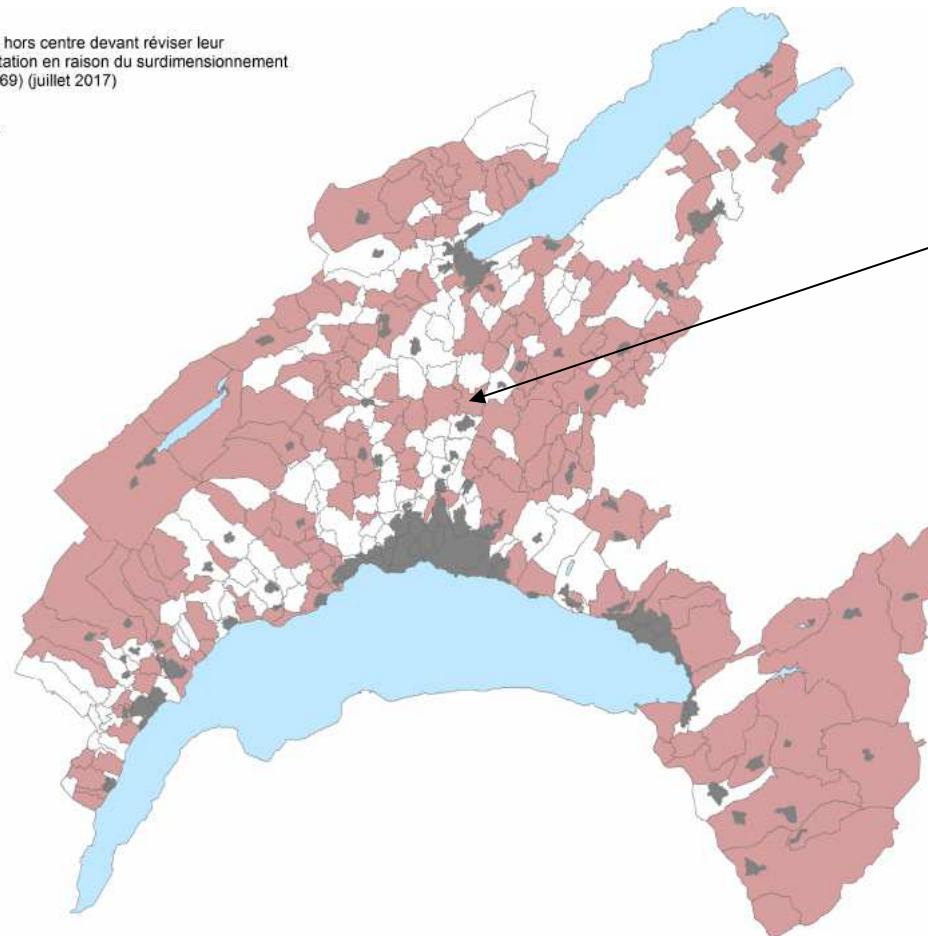 hors centre devant réviser leur
tation en raison du surdimensionnement
69) (juillet 2017)